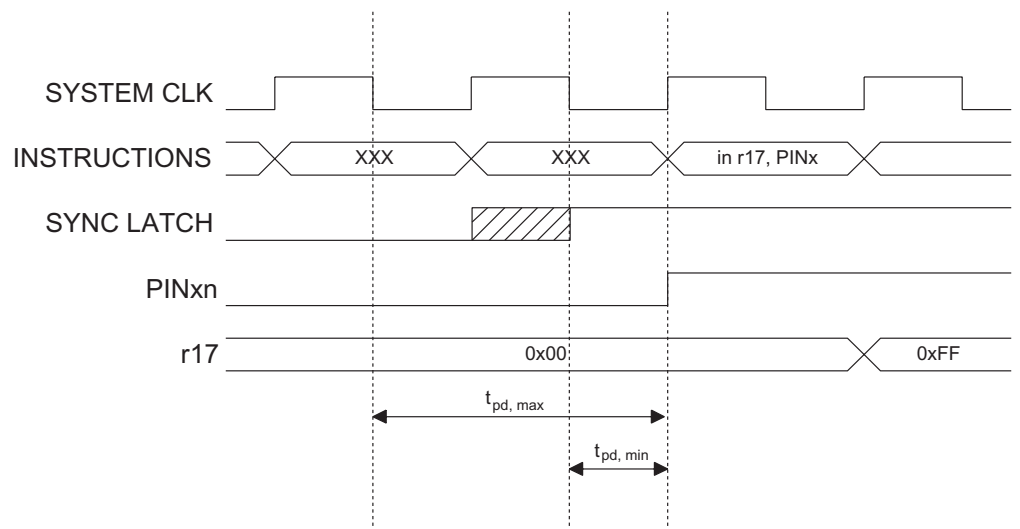 SYSTEM CLK
INSTRUCTIONS XXX XXX in r17, PINx
SYNC LATCH
PINxn
r17 0x00 0xFF
tpd, max
tpd, min